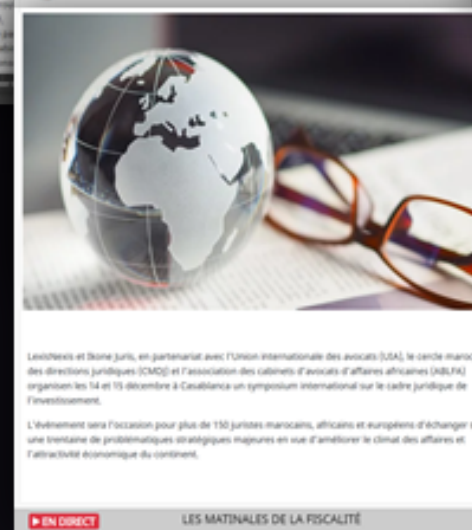 LexisNexis et Ikone Juris, en partenariat avec l'Union internationale des avocats (UIA), le cercle maroc
des directions juridiques (CMDJ) et l'association des cabinets d'avocats d'affaires africaines (ABLFA)
organisen les 14 et 15 décembre à Casablanca un symposium international sur le cadre juridique de
l'investissement.
L'évènement sera l'occasion pour plus de 150 juristes marocains, africains et européens d'échanger
une trentaine de problématiques stratégiques majeures en vue d'améliorer le climat des affaires et
l'attractivité économique du continent.
EN DIRECT LES MATINALES DE LA FISCALITÉ